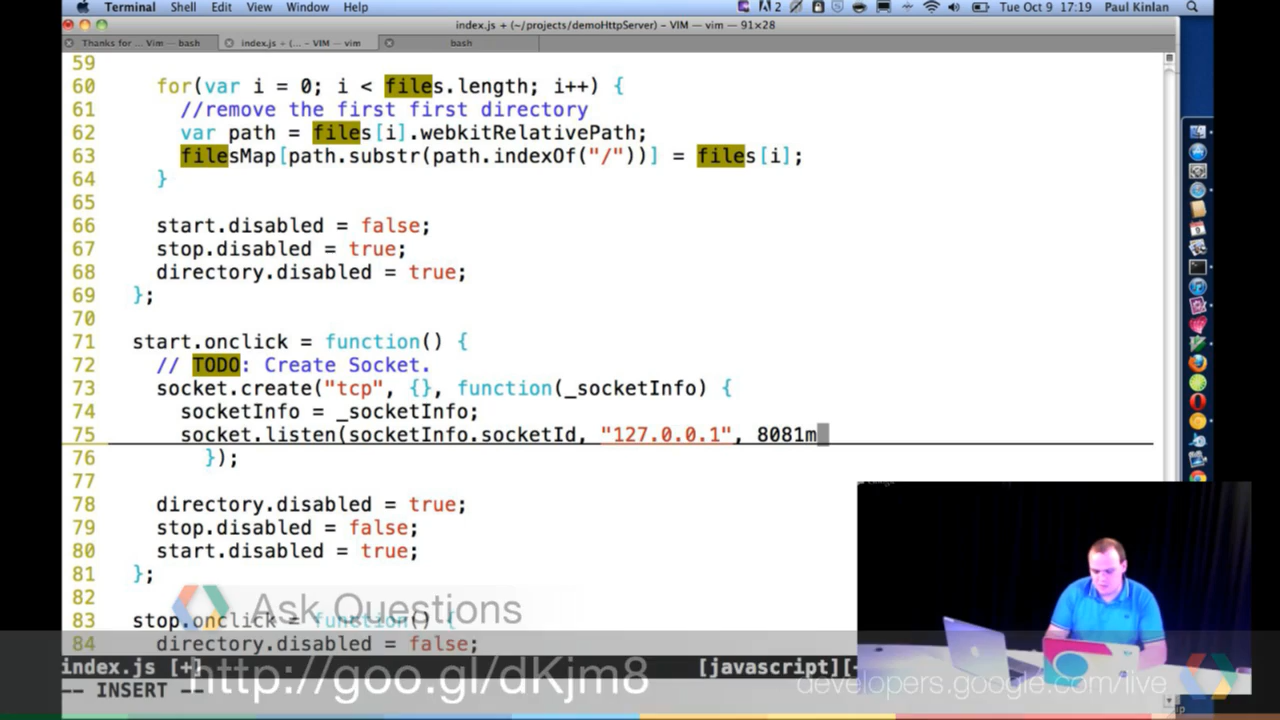 Terminal Shell Edit View Window Help
2 Tue Oct 9 17:19 Paul Kinlan
index.js + (~/projects/demoHttpServer) – VIM – vim – 91×28
Thanks for ... Vim — bash
index.js + (... – VIM — vim
bash
59
60 for(var i = 0; i < files.length; i++) {
61 //remove the first first directory
62 var path = files[i].webkitRelativePath;
63 filesMap[path.substr(path.indexOf("/"))] = files[i];
64 }
65
66 start.disabled = false;
67 stop.disabled = true;
68 directory.disabled = true;
69 };
70
71 start.onclick = function() {
72 // TODO: Create Socket.
73 socket.create("tcp", {}, function(_socketInfo) {
74 socketInfo = _socketInfo;
75 socket.listen(socketInfo.socketId, "127.0.0.1", 8081m
76 });
77
78 directory.disabled = true;
79 stop.disabled = false;
80 start.disabled = true;
81 };
82
Ask Questions
83 stop.onclick = function() {
84 directory.disabled = false;
index.js [+] [javascript][
http://goo.gl/dKjm8
-- INSERT --
developers.google.com/live